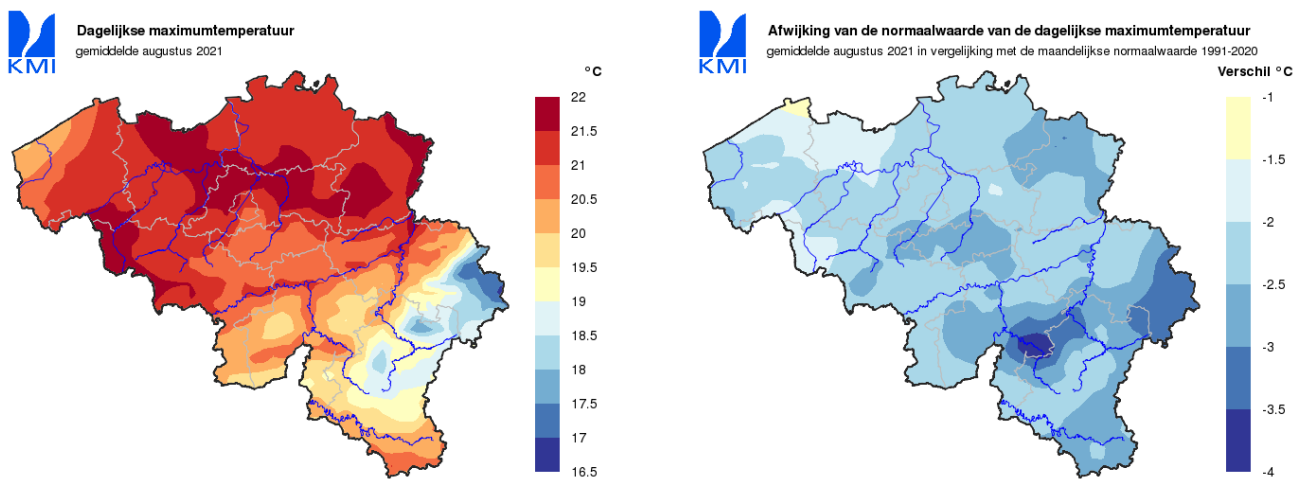 KMI
Dagelijkse maximumtemperatuur
gemiddelde augustus 2021
°C
22
21.5
21
20.5
20
19.5
19
18.5
18
17.5
17
16.5
KMI
Afwijking van de normaalwaarde van de dagelijkse maximumtemperatuur
gemiddelde augustus 2021 in vergelijking met de maandelijkse normaalwaarde 1991-2020
Verschil °C
-1
-1.5
-2
-2.5
-3
-3.5
-4